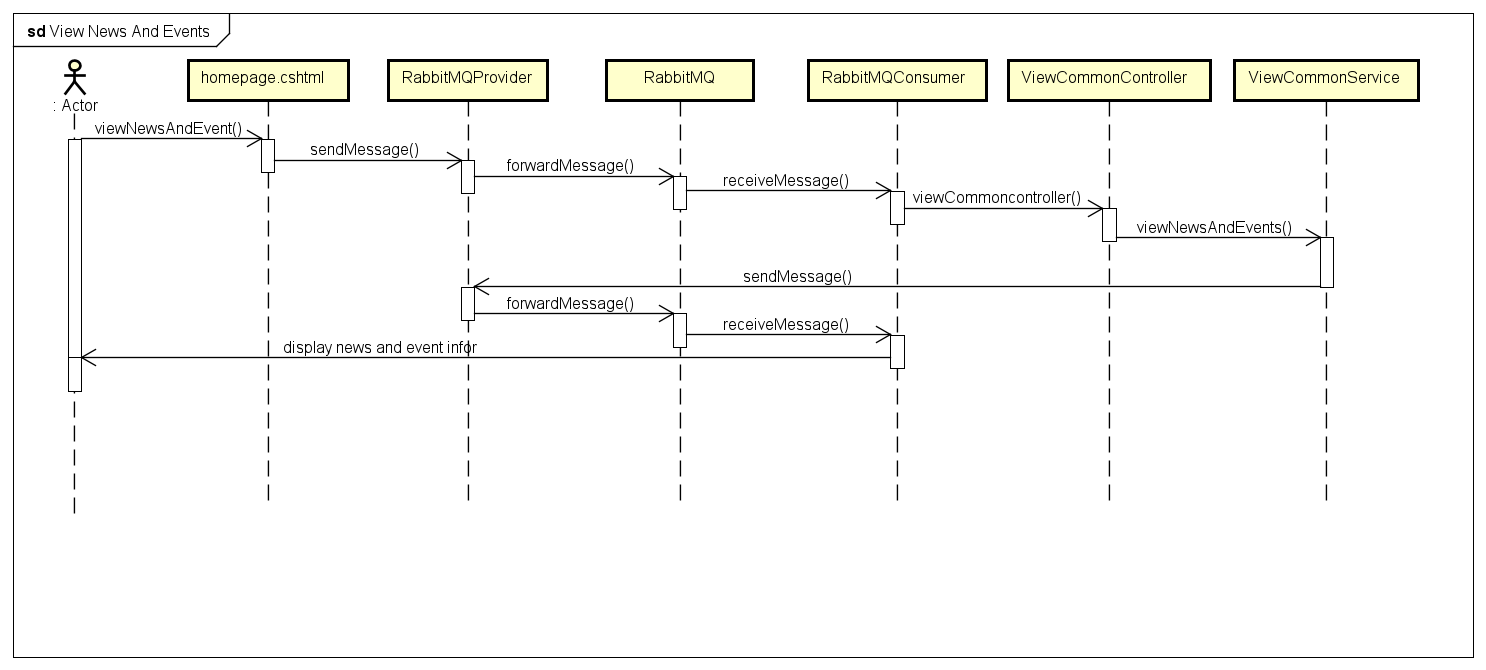 sd View News And Events
: Actor
homepage.cshtml
RabbitMQProvider
RabbitMQ
RabbitMQConsumer
ViewCommonController
ViewCommonService
viewNewsAndEvent()
sendMessage()
forwardMessage()
receiveMessage()
viewCommoncontroller()
viewNewsAndEvents()
sendMessage()
forwardMessage()
receiveMessage()
display news and event infor